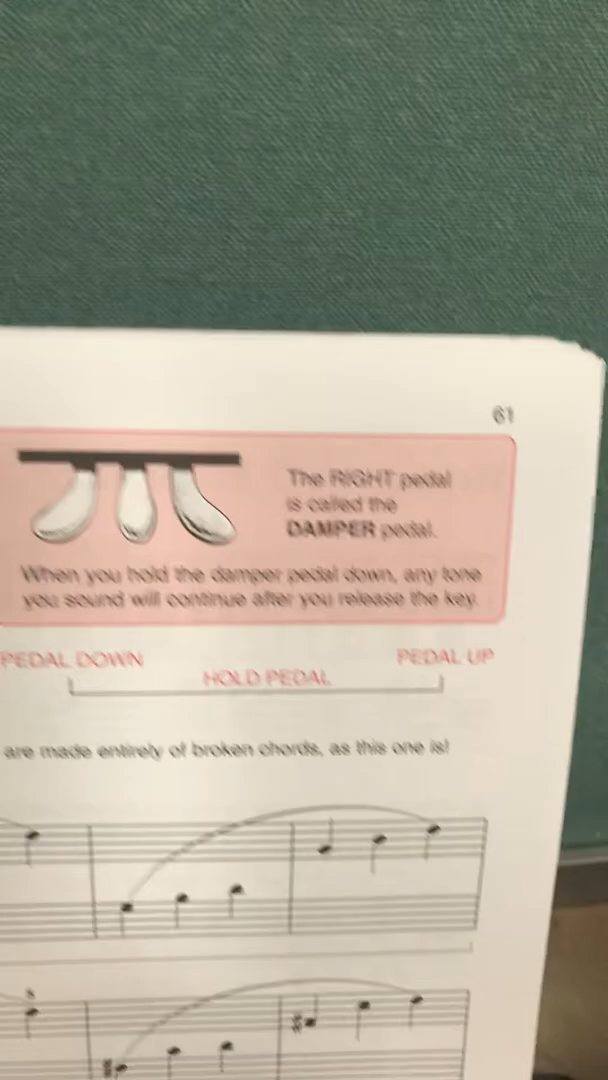 61
The RIGHT pedal
is called the
DAMPER pedal.
When you hold the damper pedal down, any tone
you sound will continue after you release the key.
PEDAL DOWN
PEDAL UP
HOLD PEDAL
are made entirely of broken chords, as this one is!